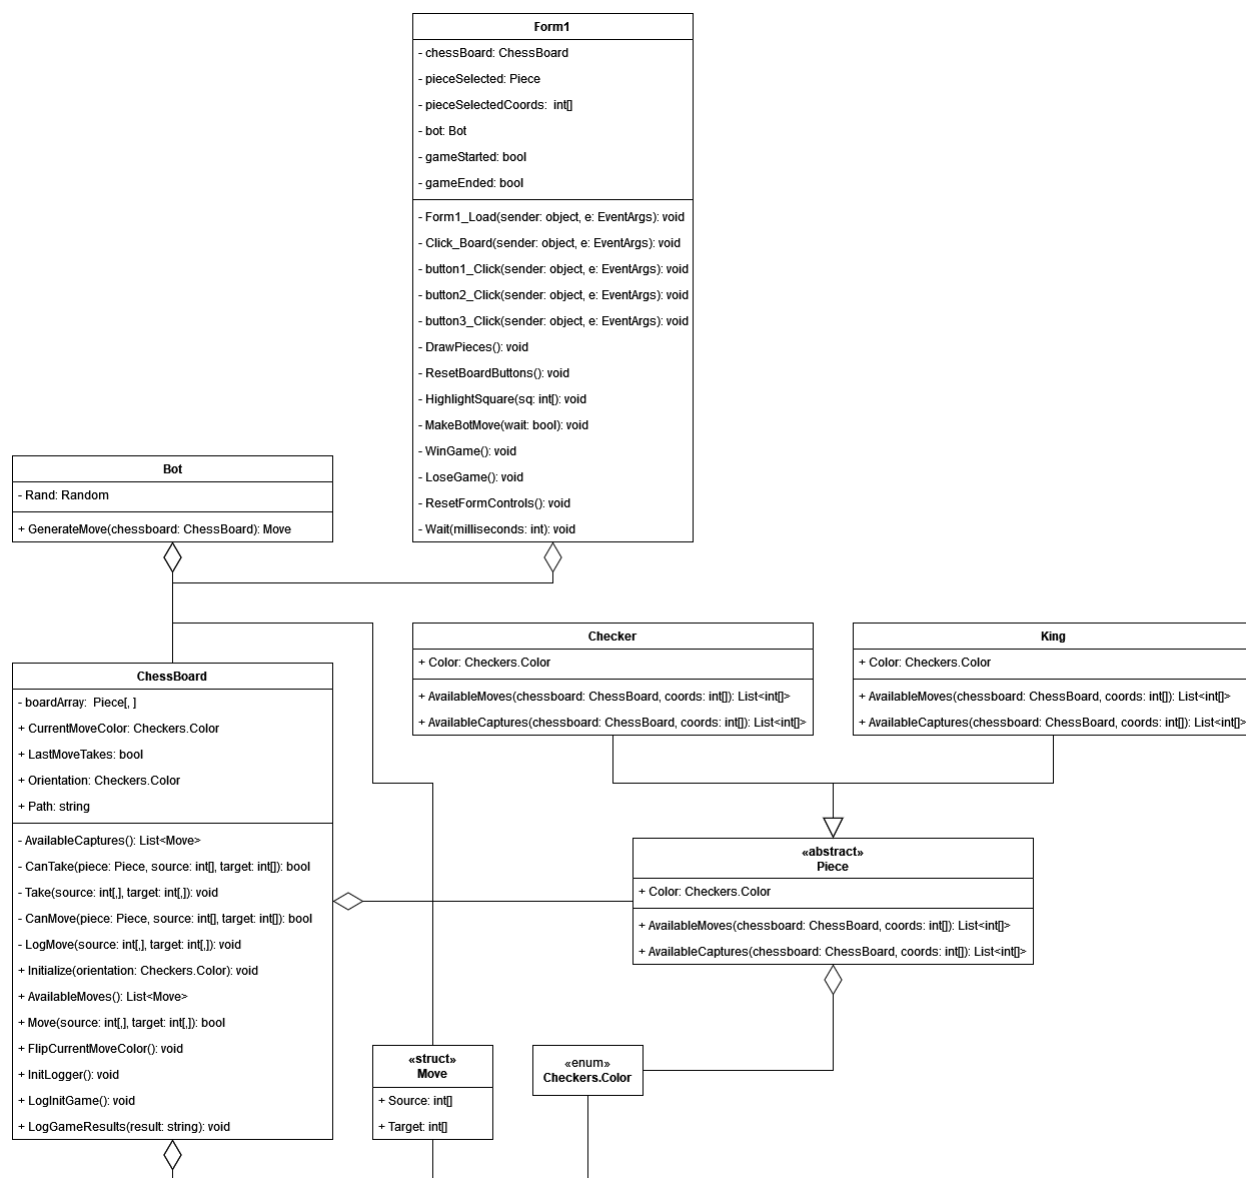 Form1
- chessBoard: ChessBoard
- pieceSelected: Piece
- pieceSelectedCoords:  int[]
- bot: Bot
- gameStarted: bool
- gameEnded: bool
- Form1_Load(sender: object, e: EventArgs): void
- Click_Board(sender: object, e: EventArgs): void
- button1_Click(sender: object, e: EventArgs): void
- button2_Click(sender: object, e: EventArgs): void
- button3_Click(sender: object, e: EventArgs): void
- DrawPieces(): void
- ResetBoardButtons(): void
- HighlightSquare(sq: int[]): void
- MakeBotMove(wait: bool): void
- WinGame(): void
- LoseGame(): void
- ResetFormControls(): void
- Wait(milliseconds: int): void
Bot
- Rand: Random
+ GenerateMove(chessboard: ChessBoard): Move
Checker
+ Color: Checkers.Color
+ AvailableMoves(chessboard: ChessBoard, coords: int[]): List<int[]>
+ AvailableCaptures(chessboard: ChessBoard, coords: int[]): List<int[]>
King
+ Color: Checkers.Color
+ AvailableMoves(chessboard: ChessBoard, coords: int[]): List<int[]>
+ AvailableCaptures(chessboard: ChessBoard, coords: int[]): List<int[]>
ChessBoard
- boardArray:  Piece[, ]
+ CurrentMoveColor: Checkers.Color
+ LastMoveTakes: bool
+ Orientation: Checkers.Color
+ Path: string
- AvailableCaptures(): List<Move>
- CanTake(piece: Piece, source: int[], target: int[]): bool
- Take(source: int[,], target: int[,]): void
- CanMove(piece: Piece, source: int[], target: int[]): bool
- LogMove(source: int[,], target: int[,]): void
+ Initialize(orientation: Checkers.Color): void
+ AvailableMoves(): List<Move>
+ Move(source: int[,], target: int[,]): bool
+ FlipCurrentMoveColor(): void
+ InitLogger(): void
+ LogInitGame(): void
+ LogGameResults(result: string): void
«abstract»
Piece
+ Color: Checkers.Color
+ AvailableMoves(chessboard: ChessBoard, coords: int[]): List<int[]>
+ AvailableCaptures(chessboard: ChessBoard, coords: int[]): List<int[]>
«struct»
Move
+ Source: int[]
+ Target: int[]
«enum»
Checkers.Color